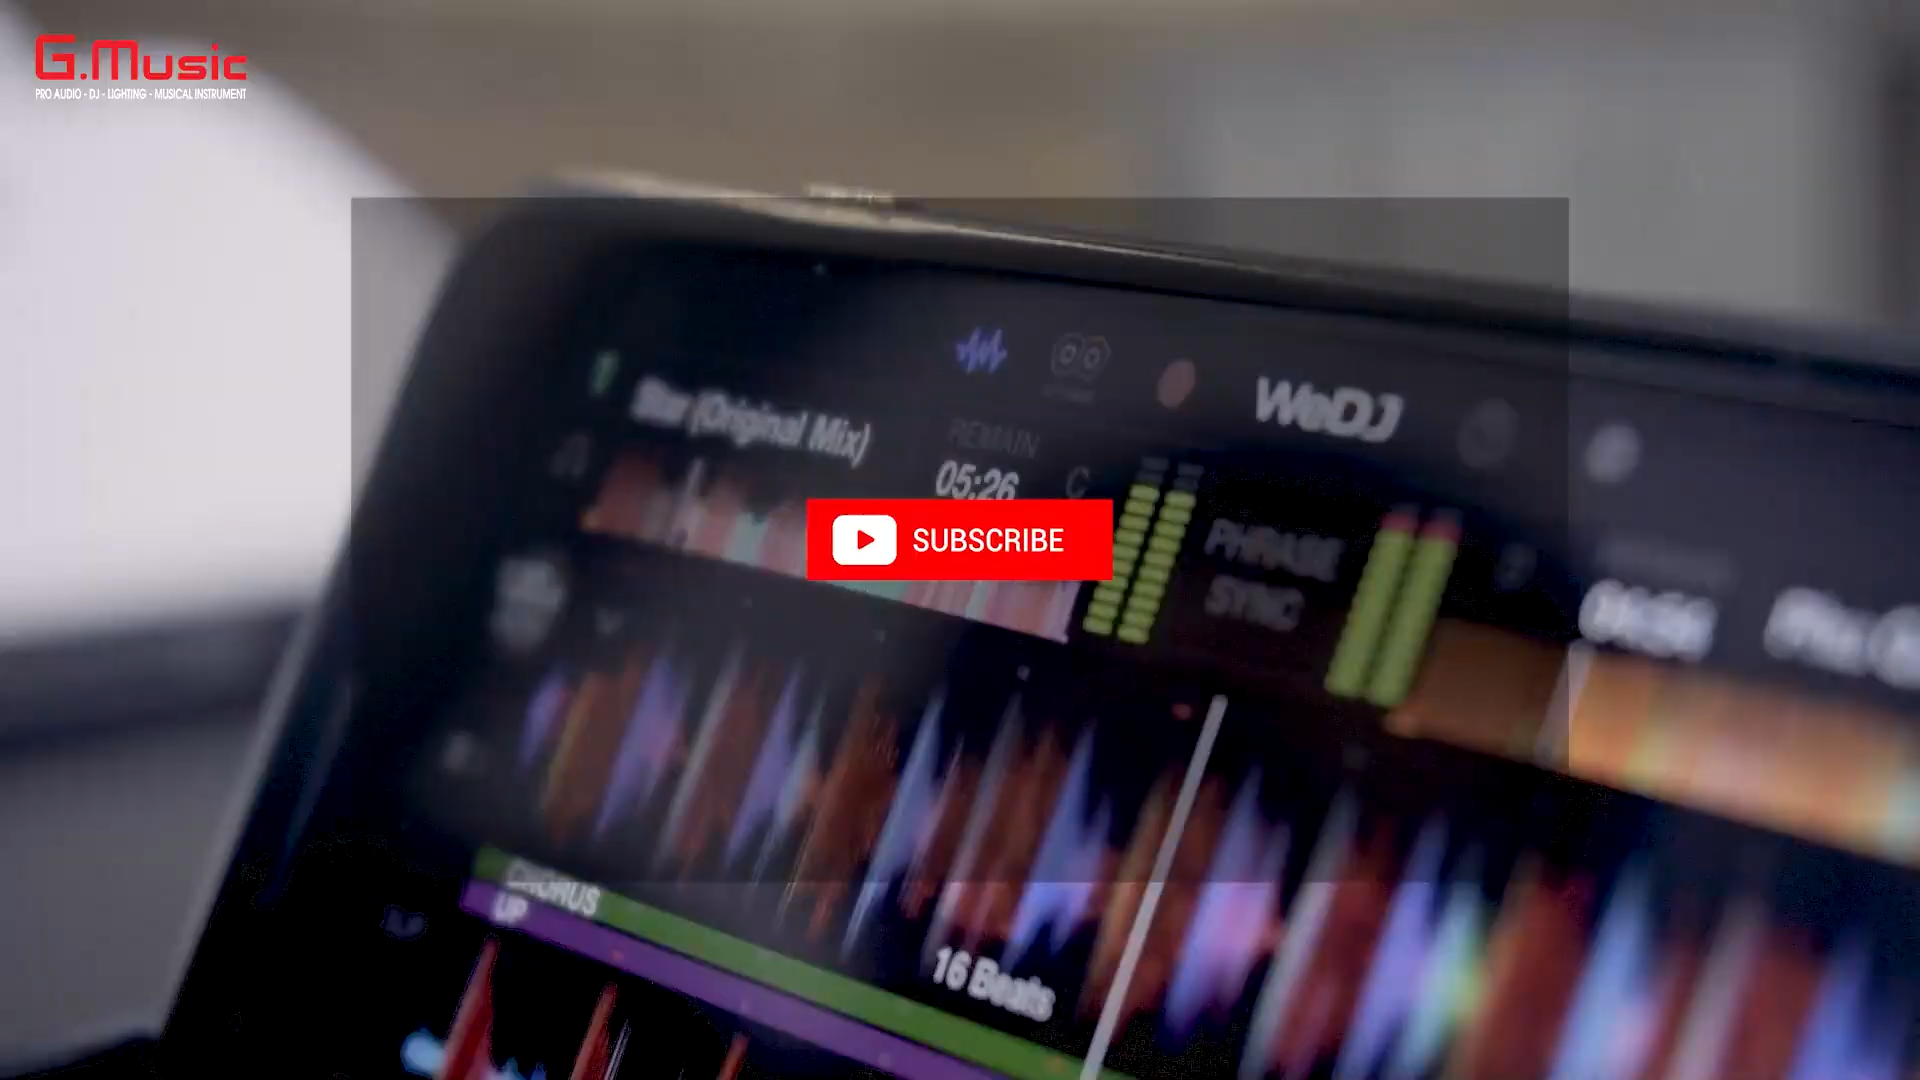 G.Music
PRO AUDIO - DJ - LIGHTING - MUSICAL INSTRUMENT
WeDJ
1
Star (Original Mix)
REMAIN
05:26
C
SUBSCRIBE
PHRASE
SYNC
CHORUS
UP
16 Beats